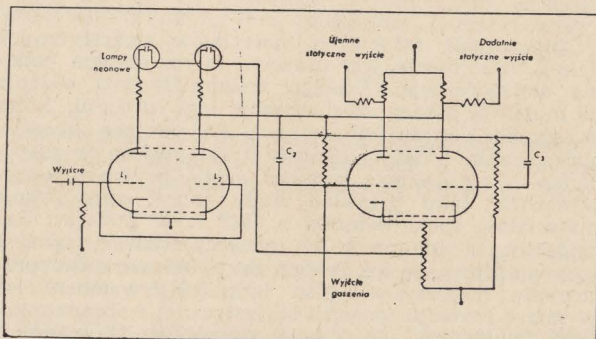 Lampy
neonowe
Ujemne
statyczne wyjście
Dodatnie
statyczne wyjście
Wyjście
L1
L2
C2
C3
Wyjście
gaszenia